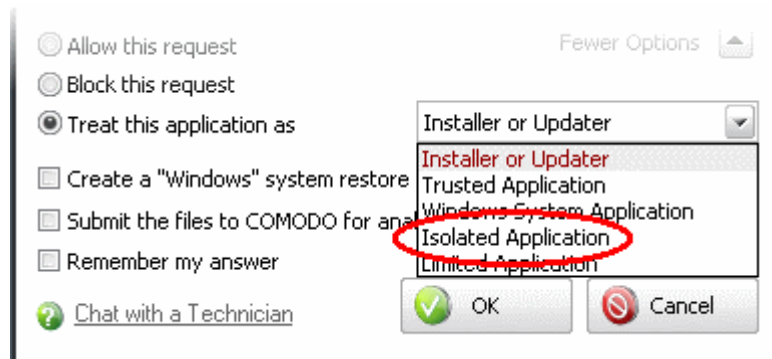 Allow this request
Fewer Options
Block this request
Treat this application as
Installer or Updater
Installer or Updater
Create a "Windows" system restore
Trusted Application
Windows System Application
Submit the files to COMODO for
Isolated Application
Remember my answer
Limited Application
Chat with a Technician
OK
Cancel